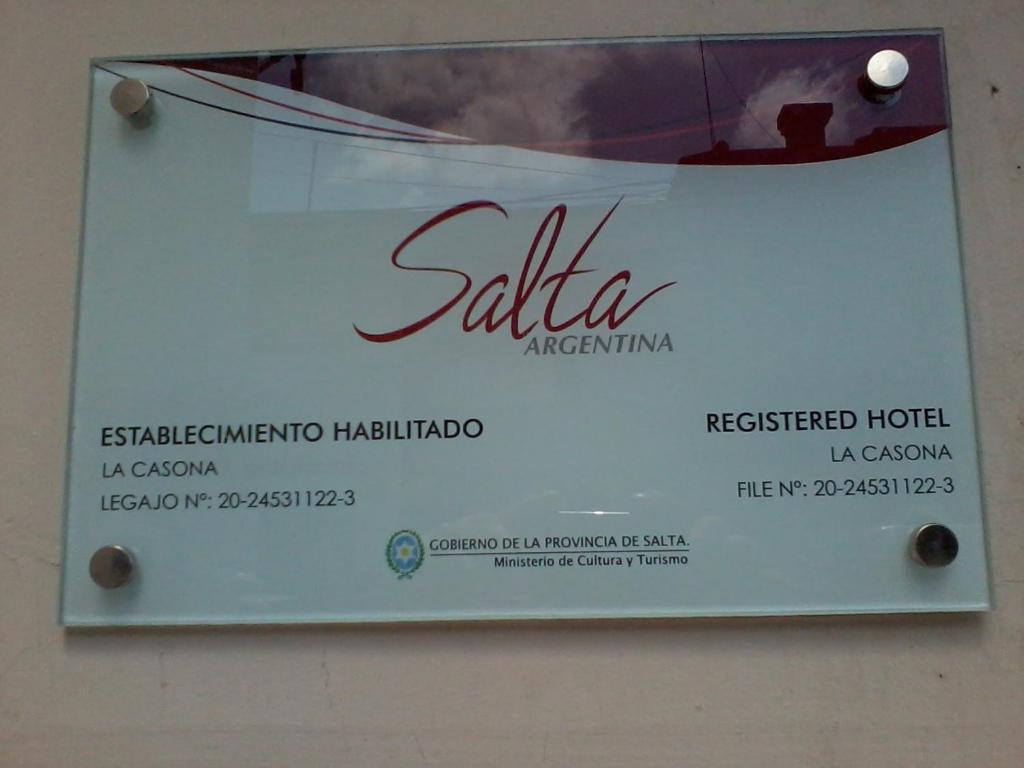 Salta
ARGENTINA
ESTABLECIMIENTO HABILITADO
LA CASONA
LEGAJO Nº: 20-24531122-3
REGISTERED HOTEL
LA CASONA
FILE Nº: 20-24531122-3
GOBIERNO DE LA PROVINCIA DE SALTA.
Ministerio de Cultura y Turismo